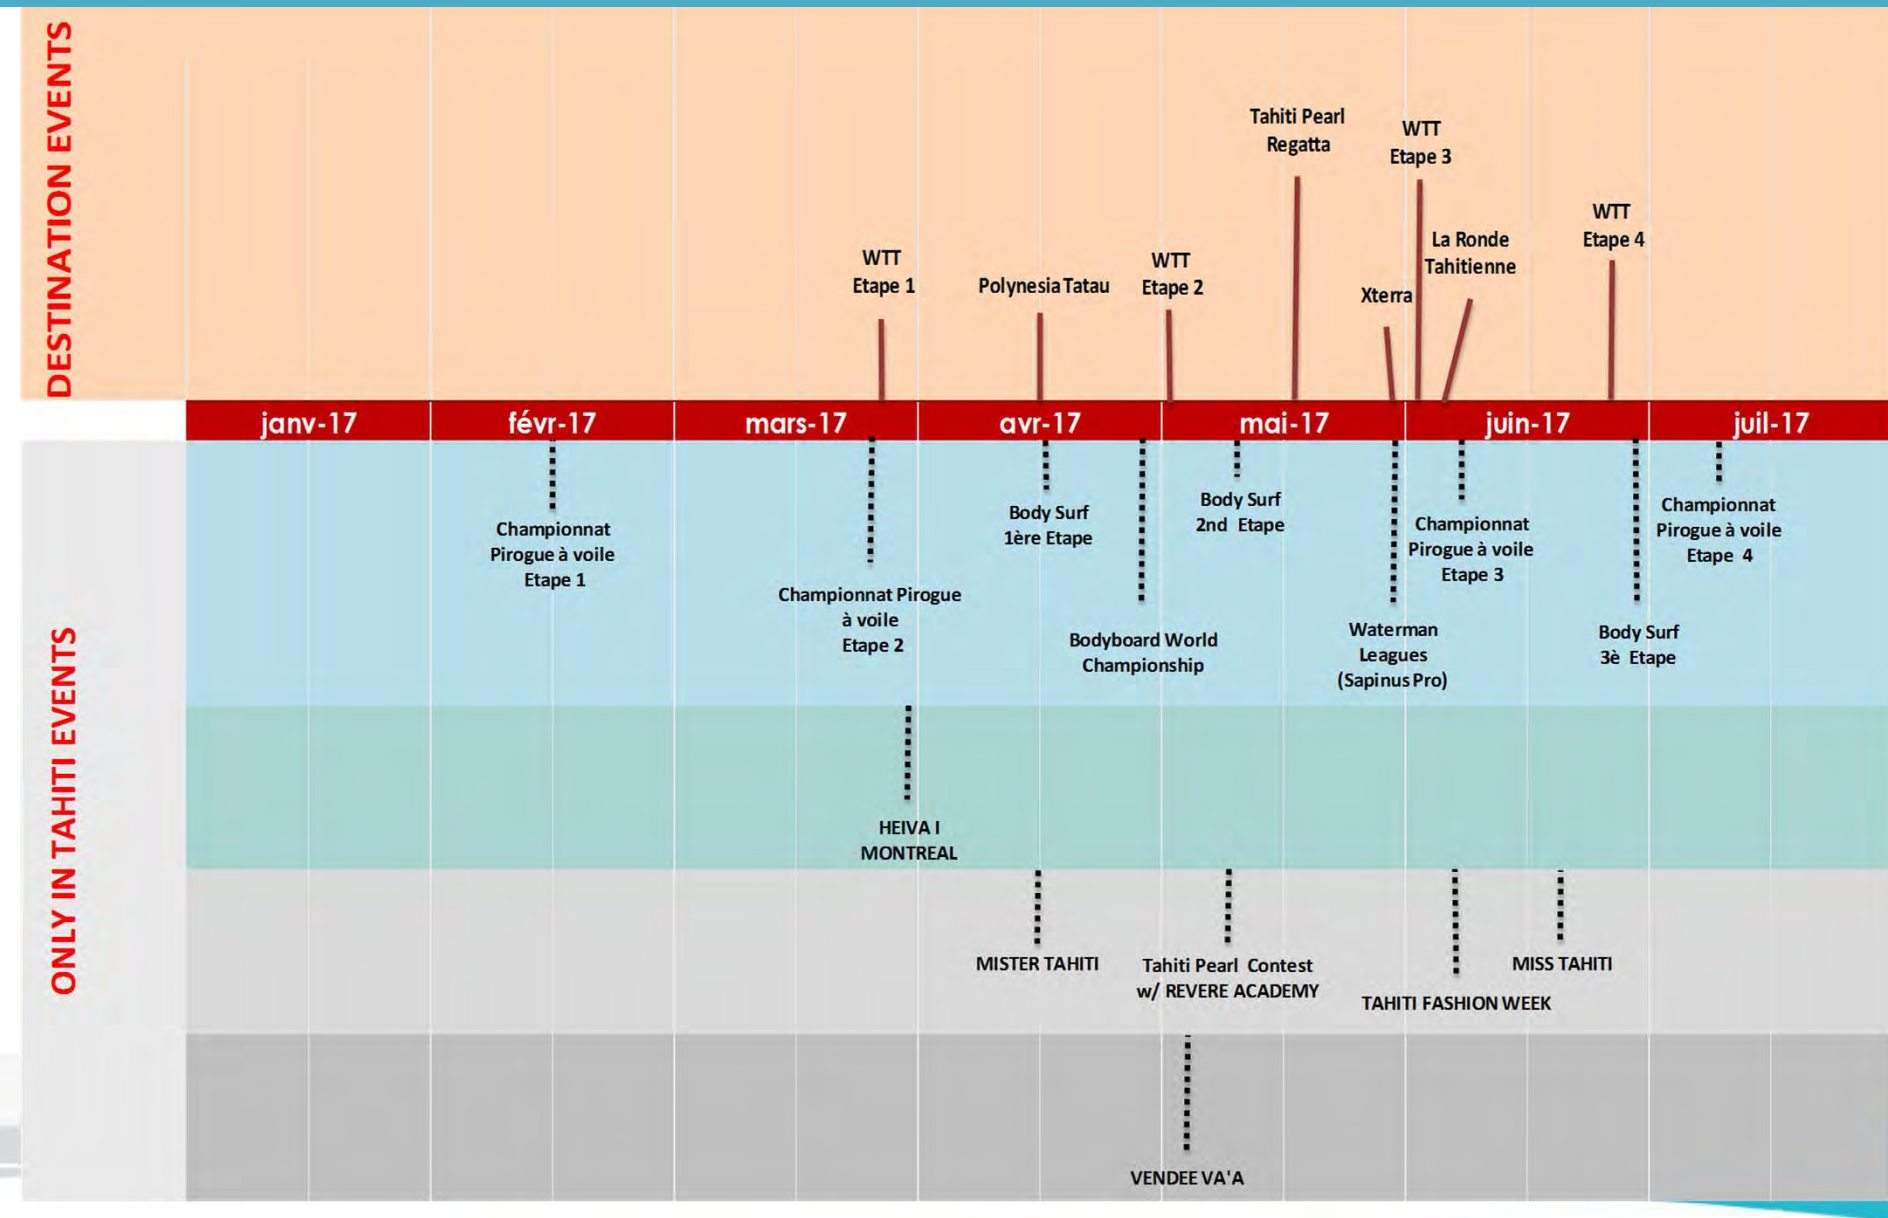 DESTINATION EVENTS
Tahiti Pearl
Regatta
WTT
Etape 3
WTT
Etape 4
La Ronde
Tahitienne
WTT
Etape 1
Polynesia Tatau
WTT
Etape 2
Xterra
janv-17
févr-17
mars-17
avr-17
mai-17
juin-17
juil-17
ONLY IN TAHITI EVENTS
Championnat
Pirogue à voile
Etape 1
Championnat Pirogue
à voile
Etape 2
Body Surf
1ère Etape
Bodyboard World
Championship
Body Surf
2nd Etape
Waterman
Leagues
(Sapinus Pro)
Championnat
Pirogue à voile
Etape 3
Body Surf
3è Etape
Championnat
Pirogue à voile
Etape 4
HEIVA I
MONTREAL
MISTER TAHITI
Tahiti Pearl Contest
w/ REVERE ACADEMY
TAHITI FASHION WEEK
MISS TAHITI
VENDEE VA'A